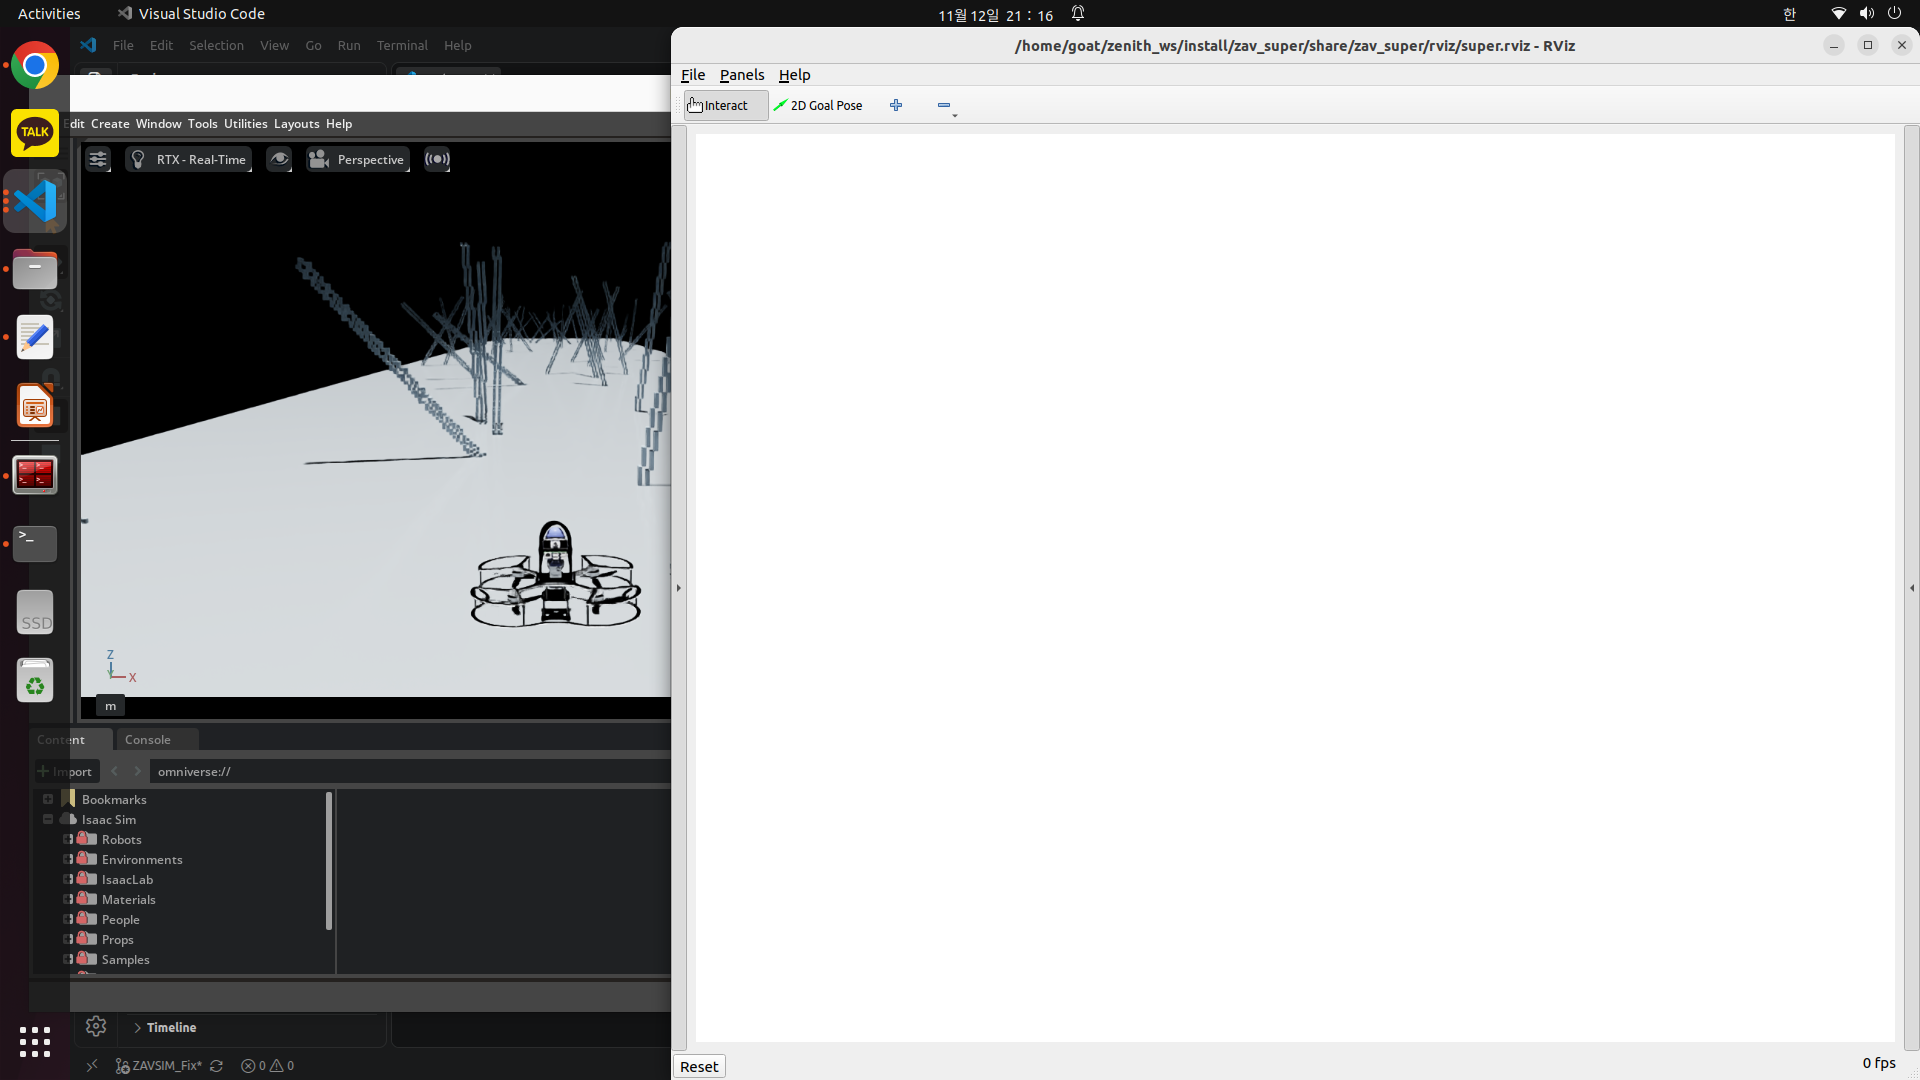 Activities
Visual Studio Code
11월 12일 21 : 16
한
File Edit Selection View Go Run Terminal Help
/home/goat/zenith_ws/install/zav_super/share/zav_super/rviz/super.rviz - RViz
File Panels Help
Interact
2D Goal Pose
TALK
Edit Create Window Tools Utilities Layouts Help
RTX - Real-Time
Perspective
Z
X
m
SSD
Content
Console
Import
omniverse://
Bookmarks
Isaac Sim
Robots
Environments
IsaacLab
Materials
People
Props
Samples
Timeline
ZAVSIM_Fix*
0
0
Reset
0 fps